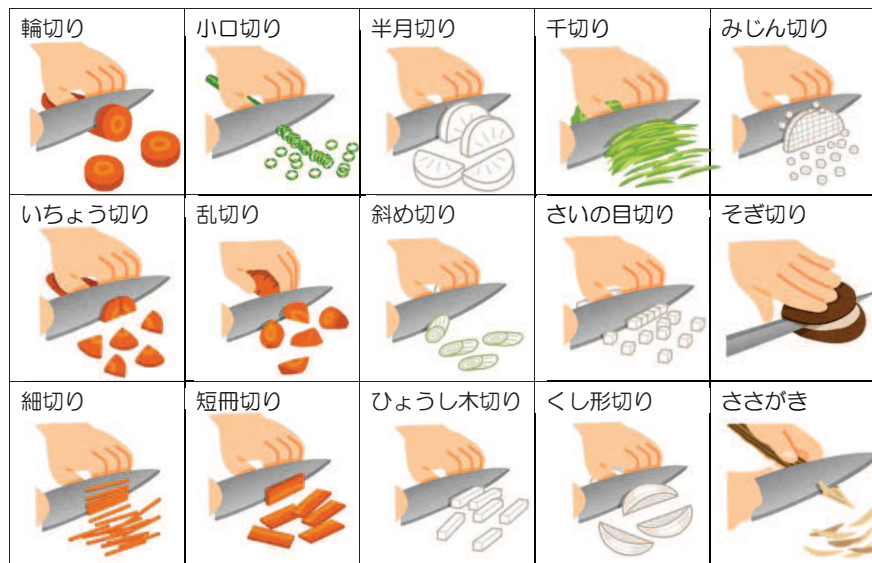 輪切り
小口切り
半月切り
千切り
みじん切り
いちょう切り
乱切り
斜め切り
さいの目切り
そぎ切り
細切り
短冊切り
ひょうし木切り
くし形切り
ささがき